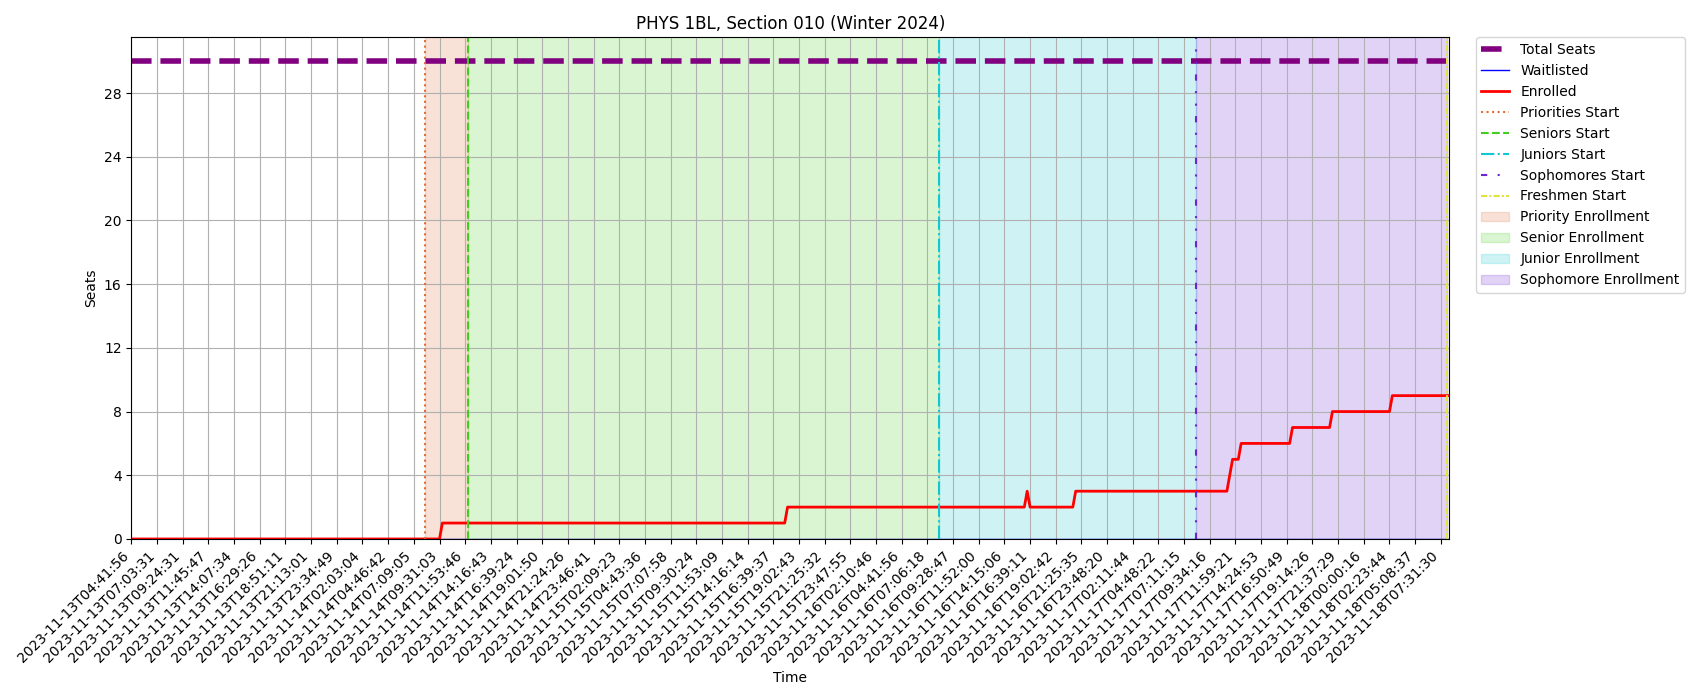 PHYS 1BL, Section 010 (Winter 2024)
Total Seats
Waitlisted
Enrolled
Priorities Start
Seniors Start
Juniors Start
Sophomores Start
Freshmen Start
Priority Enrollment
Senior Enrollment
Junior Enrollment
Sophomore Enrollment
Seats
28
24
20
16
12
8
4
0
2023-11-13T04:41:56
2023-11-13T07:03:31
2023-11-13T09:24:31
2023-11-13T11:45:47
2023-11-13T14:07:34
2023-11-13T16:29:26
2023-11-13T18:51:11
2023-11-13T21:13:01
2023-11-13T23:34:49
2023-11-14T02:03:04
2023-11-14T04:46:42
2023-11-14T07:09:05
2023-11-14T09:31:03
2023-11-14T11:53:46
2023-11-14T14:16:43
2023-11-14T16:39:24
2023-11-14T19:01:50
2023-11-14T21:24:26
2023-11-14T23:46:41
2023-11-15T02:09:23
2023-11-15T04:43:36
2023-11-15T07:07:58
2023-11-15T09:30:24
2023-11-15T11:53:09
2023-11-15T14:16:14
2023-11-15T16:39:37
2023-11-15T19:02:43
2023-11-15T21:25:32
2023-11-15T23:47:55
2023-11-16T02:10:46
2023-11-16T04:41:56
2023-11-16T07:06:18
2023-11-16T09:28:47
2023-11-16T11:52:00
2023-11-16T14:15:06
2023-11-16T16:39:11
2023-11-16T19:02:42
2023-11-16T21:25:35
2023-11-16T23:48:20
2023-11-17T02:11:44
2023-11-17T04:48:22
2023-11-17T07:11:15
2023-11-17T09:34:16
2023-11-17T11:59:21
2023-11-17T14:24:53
2023-11-17T16:50:49
2023-11-17T19:14:26
2023-11-17T21:37:29
2023-11-18T00:00:16
2023-11-18T02:23:44
2023-11-18T05:08:37
2023-11-18T07:31:30
Time